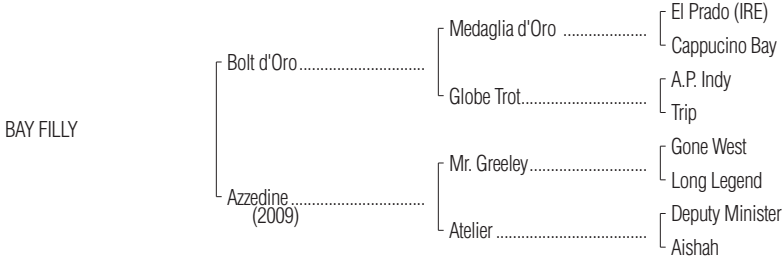 El Prado (IRE)
Medaglia d'Oro ....................
Cappucino Bay
Bolt d'Oro..............................
A.P. Indy
Globe Trot..............................
Trip
BAY FILLY
Gone West
Mr. Greeley............................
Long Legend
Azzedine................................
(2009)
Deputy Minister
Atelier ....................................
Aishah